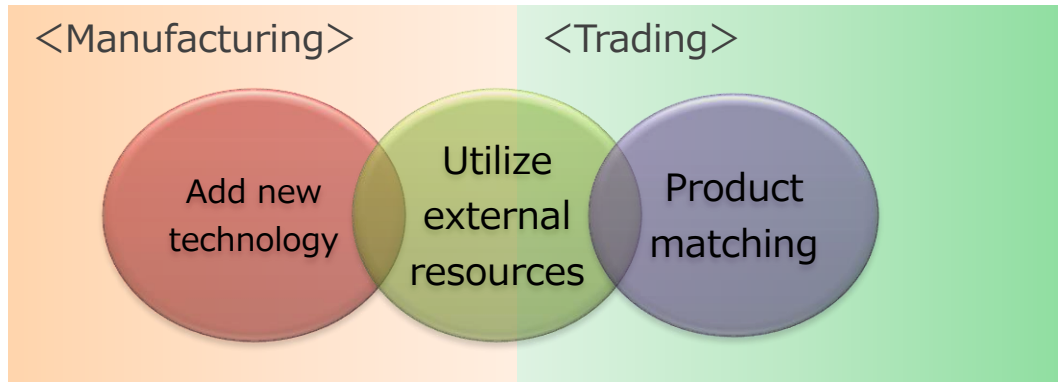 ＜Manufacturing＞
＜Trading＞
Add new
technology
Utilize
external
resources
Product
matching